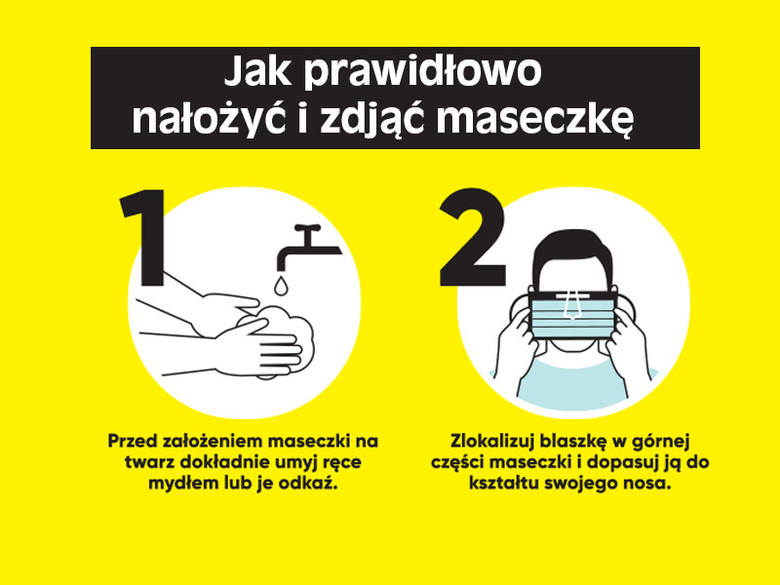 Jak prawidłowo
nałożyć i zdjąć maseczkę
1
Przed założeniem maseczki na
twarz dokładnie umyj ręce
mydłem lub je odkaź.
2
Zlokalizuj blaszkę w górnej
części maseczki i dopasuj ją do
kształtu swojego nosa.